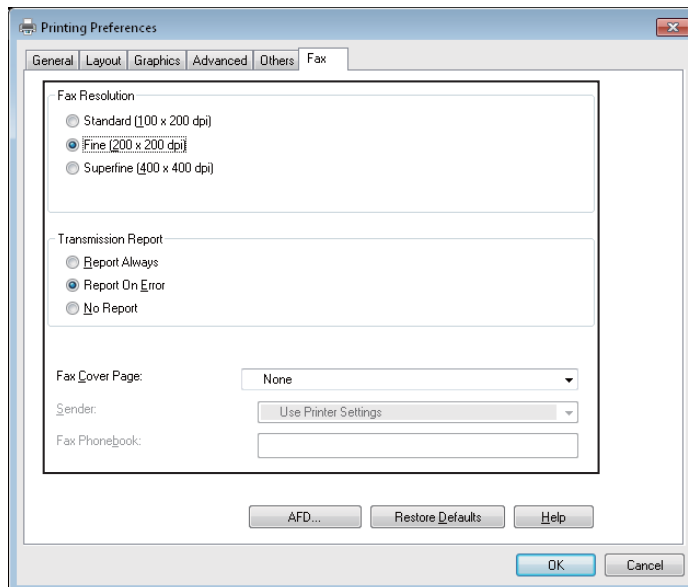 Printing Preferences
General Layout Graphics Advanced Others Fax
Fax Resolution
Standard (100 x 200 dpi)
Fine (200 x 200 dpi)
Superfine (400 x 400 dpi)
Transmission Report
Report Always
Report On Error
No Report
Fax Cover Page: None
Sender: Use Printer Settings
Fax Phonebook:
AFD... Restore Defaults Help
OK Cancel